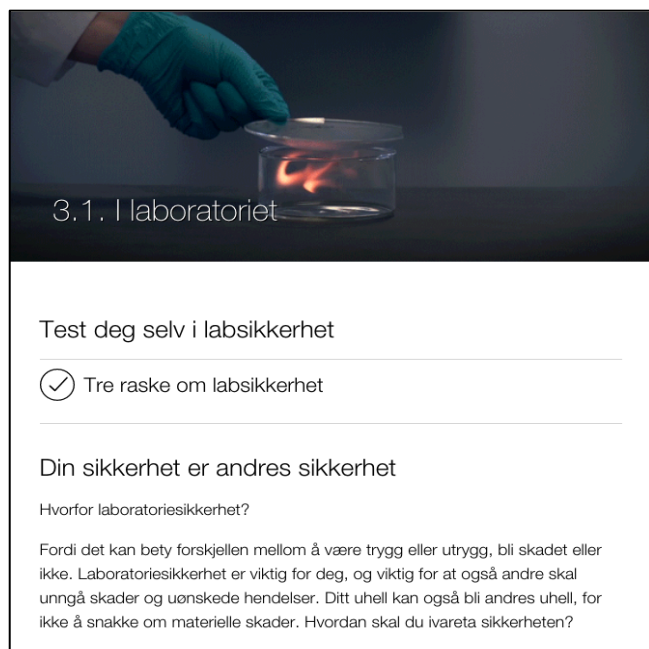 3.1. I laboratoriet
Test deg selv i labsikkerhet
Tre raske om labsikkerhet
Din sikkerhet er andres sikkerhet
Hvorfor laboratoriesikkerhet?
Fordi det kan bety forskjellen mellom å være trygg eller utrygg, bli skadet eller
ikke. Laboratoriesikkerhet er viktig for deg, og viktig for at også andre skal
unngå skader og uønskede hendelser. Ditt uhell kan også bli andres uhell, for
ikke å snakke om materielle skader. Hvordan skal du ivareta sikkerheten?